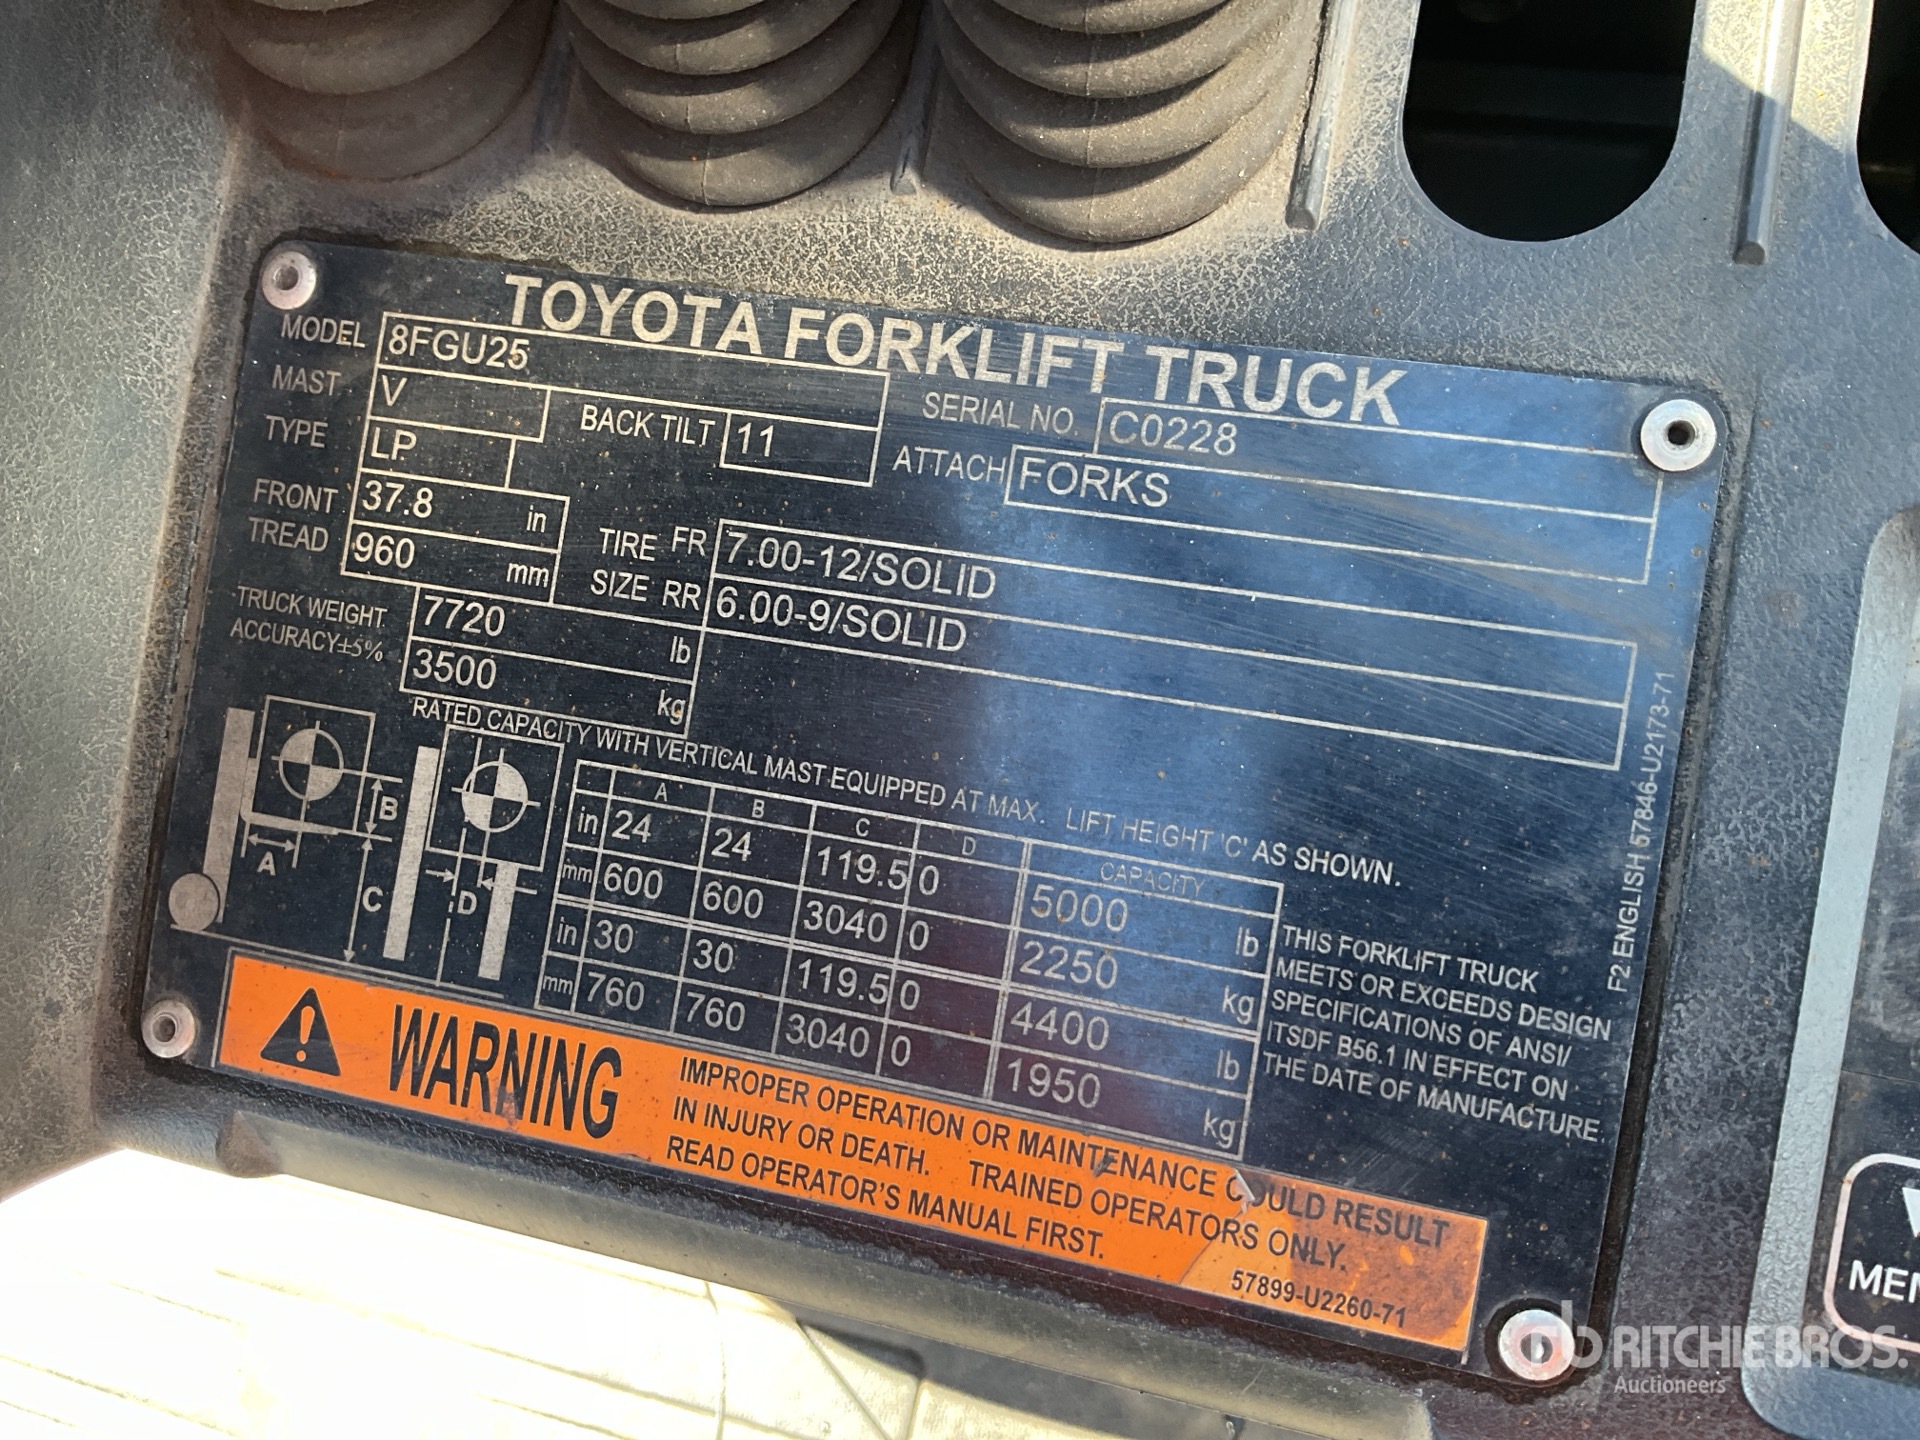 TOYOTA FORKLIFT TRUCK
MODEL 8FGU25
SERIAL NO. C0228
MAST V
BACK TILT 11
ATTACH FORKS
TYPE LP
FRONT TREAD 37.8 in
960 mm
TIRE SIZE FR 7.00-12/SOLID
RR 6.00-9/SOLID
TRUCK WEIGHT 7720 lb
ACCURACY±5% 3500 kg
RATED CAPACITY WITH VERTICAL MAST EQUIPPED AT MAX. LIFT HEIGHT 'C' AS SHOWN.
A B C D CAPACITY
in 24 24 119.5 0 5000 lb
mm 600 600 3040 0 2250 kg
in 30 30 119.5 0 4400 lb
mm 760 760 3040 0 1950 kg
A
B
C
D
THIS FORKLIFT TRUCK
MEETS OR EXCEEDS DESIGN
SPECIFICATIONS OF ANSI/
ITSDF B56.1 IN EFFECT ON
THE DATE OF MANUFACTURE.
F2 ENGLISH 57846-U2173-71
WARNING
IMPROPER OPERATION OR MAINTENANCE COULD RESULT
IN INJURY OR DEATH. TRAINED OPERATORS ONLY.
READ OPERATOR'S MANUAL FIRST.
57899-U2260-71
rb RITCHIE BROS.
Auctioneers